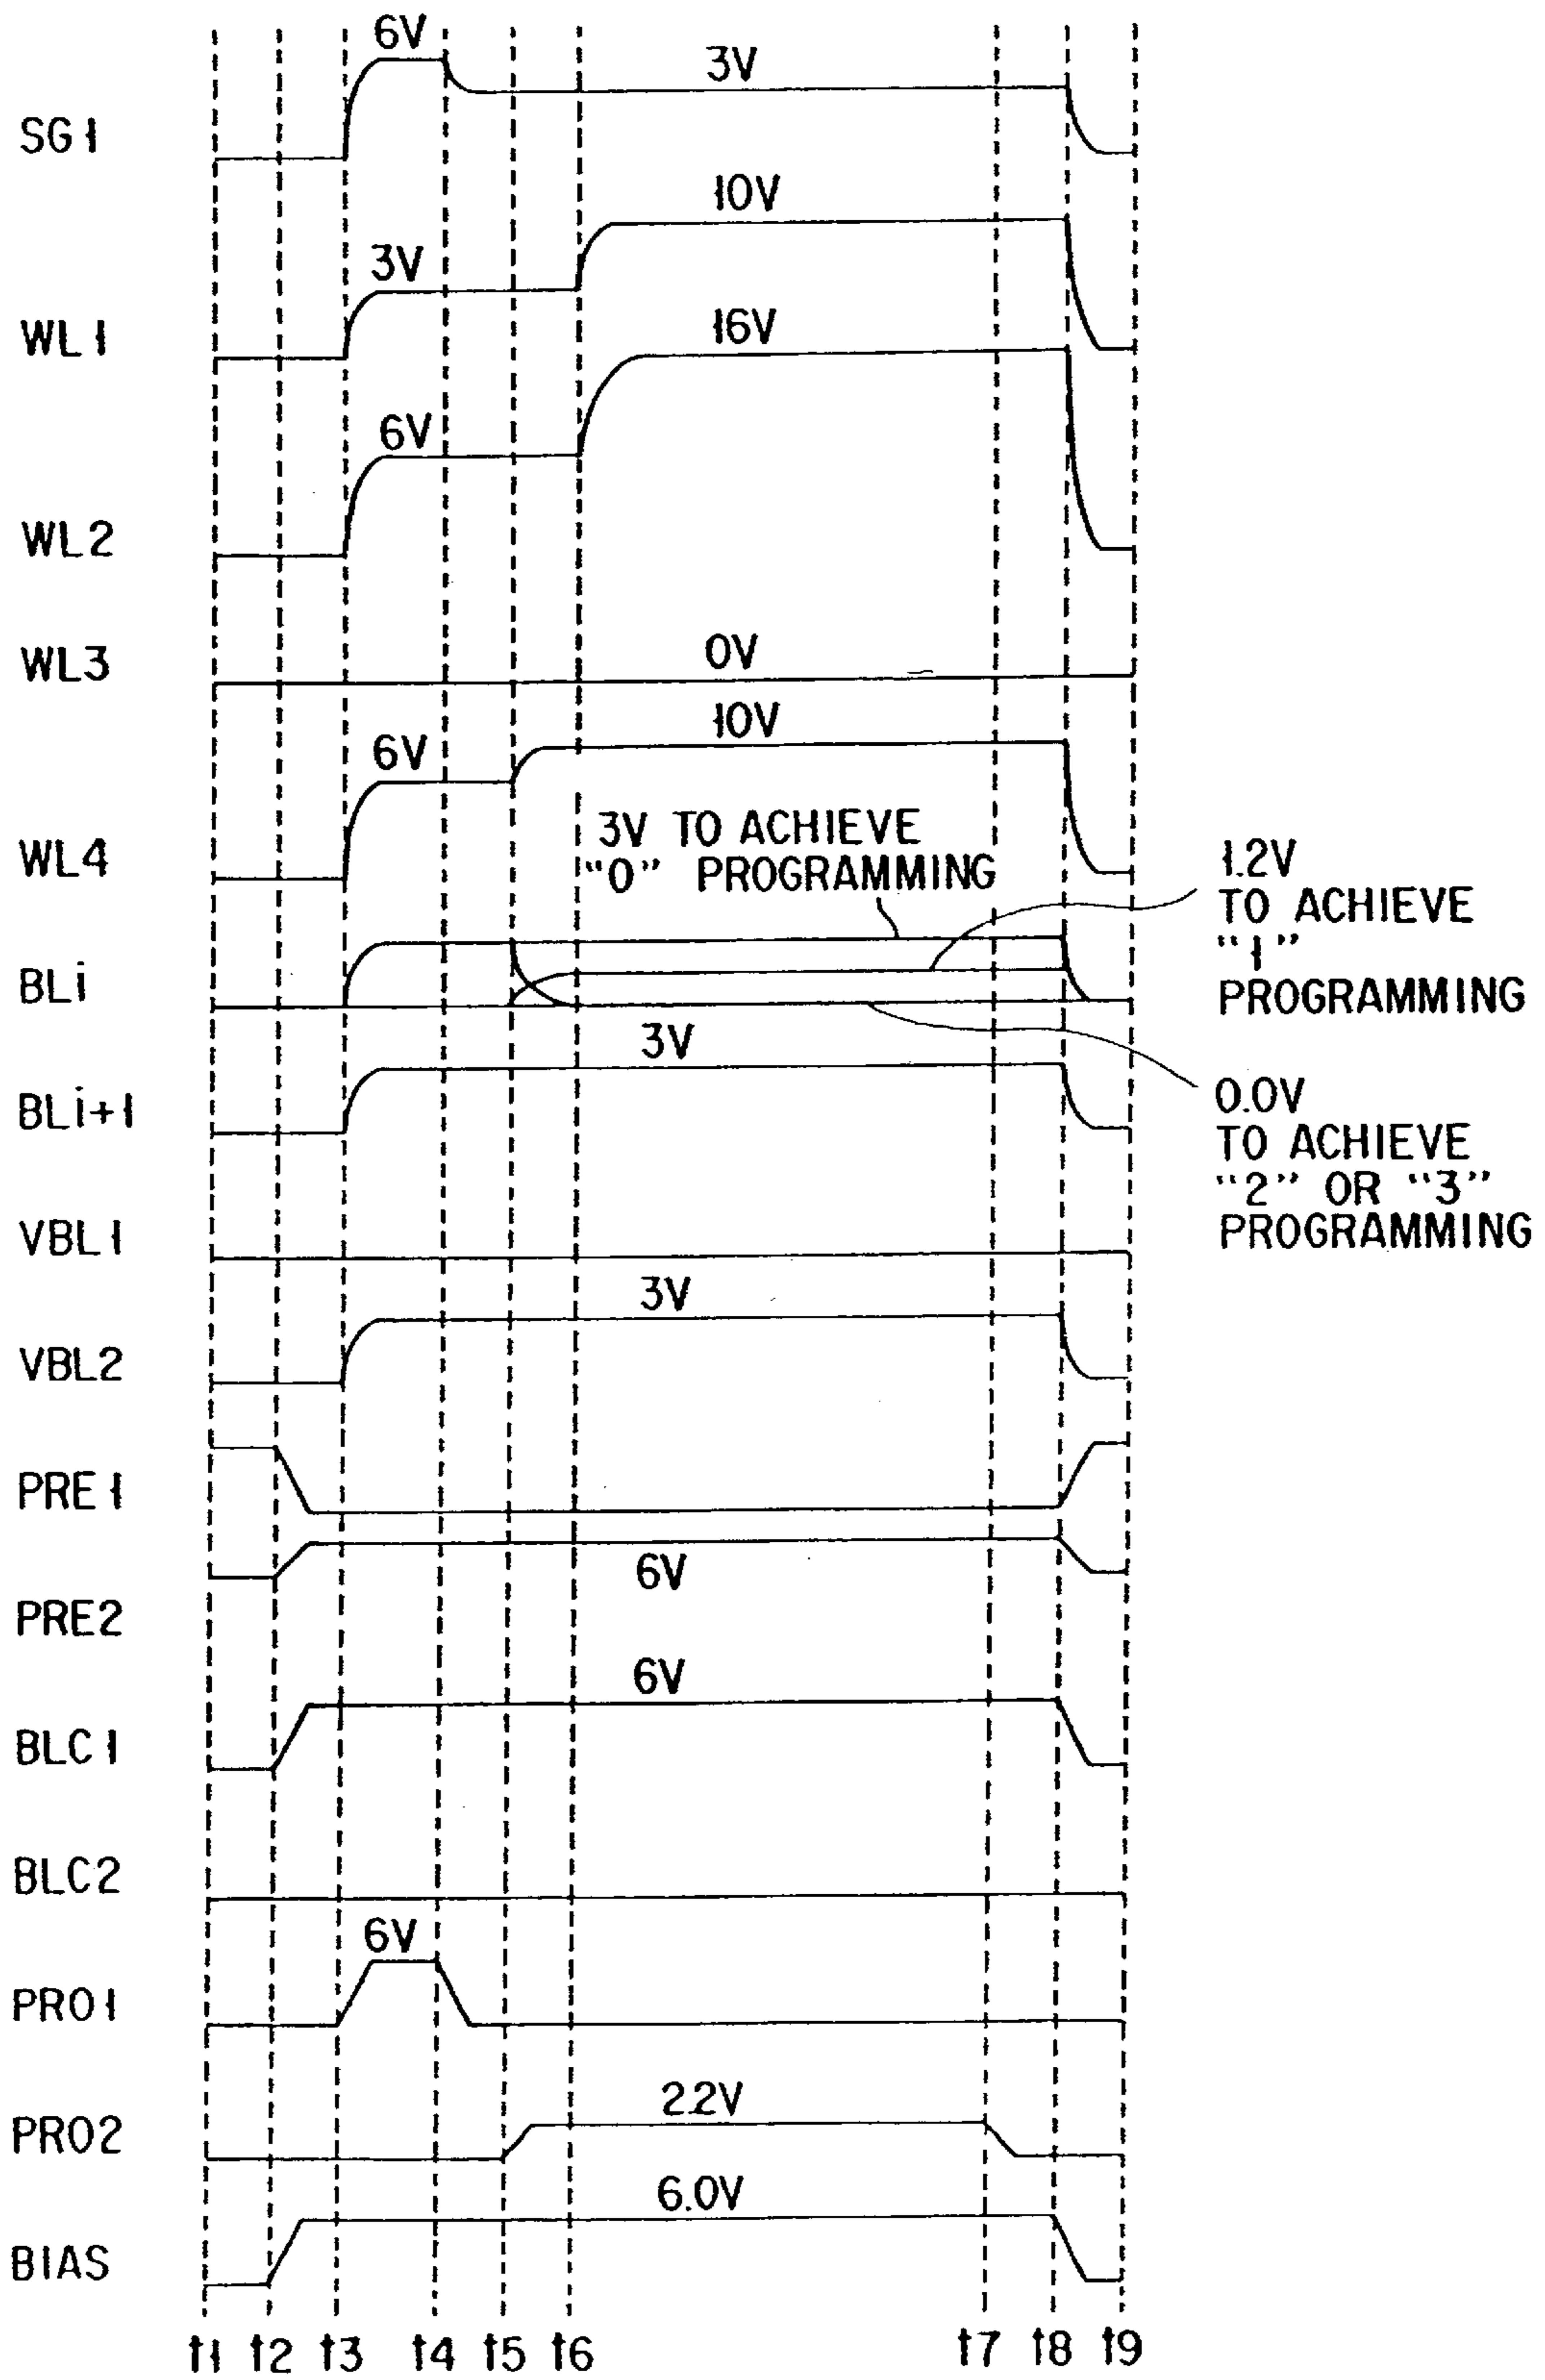 6V
3V
SG1
10V
3V
WL1
16V
6V
WL2
0V
WL3
10V
6V
WL4
3V TO ACHIEVE
"0" PROGRAMMING
1.2V
TO ACHIEVE
"1"
PROGRAMMING
BLi
3V
BLi+1
0.0V
TO ACHIEVE
"2" OR "3"
PROGRAMMING
VBL1
3V
VBL2
PRE1
6V
PRE2
6V
BLC1
BLC2
6V
PRO1
2.2V
PRO2
6.0V
BIAS
t1 t2 t3 t4 t5 t6 t7 t8 t9